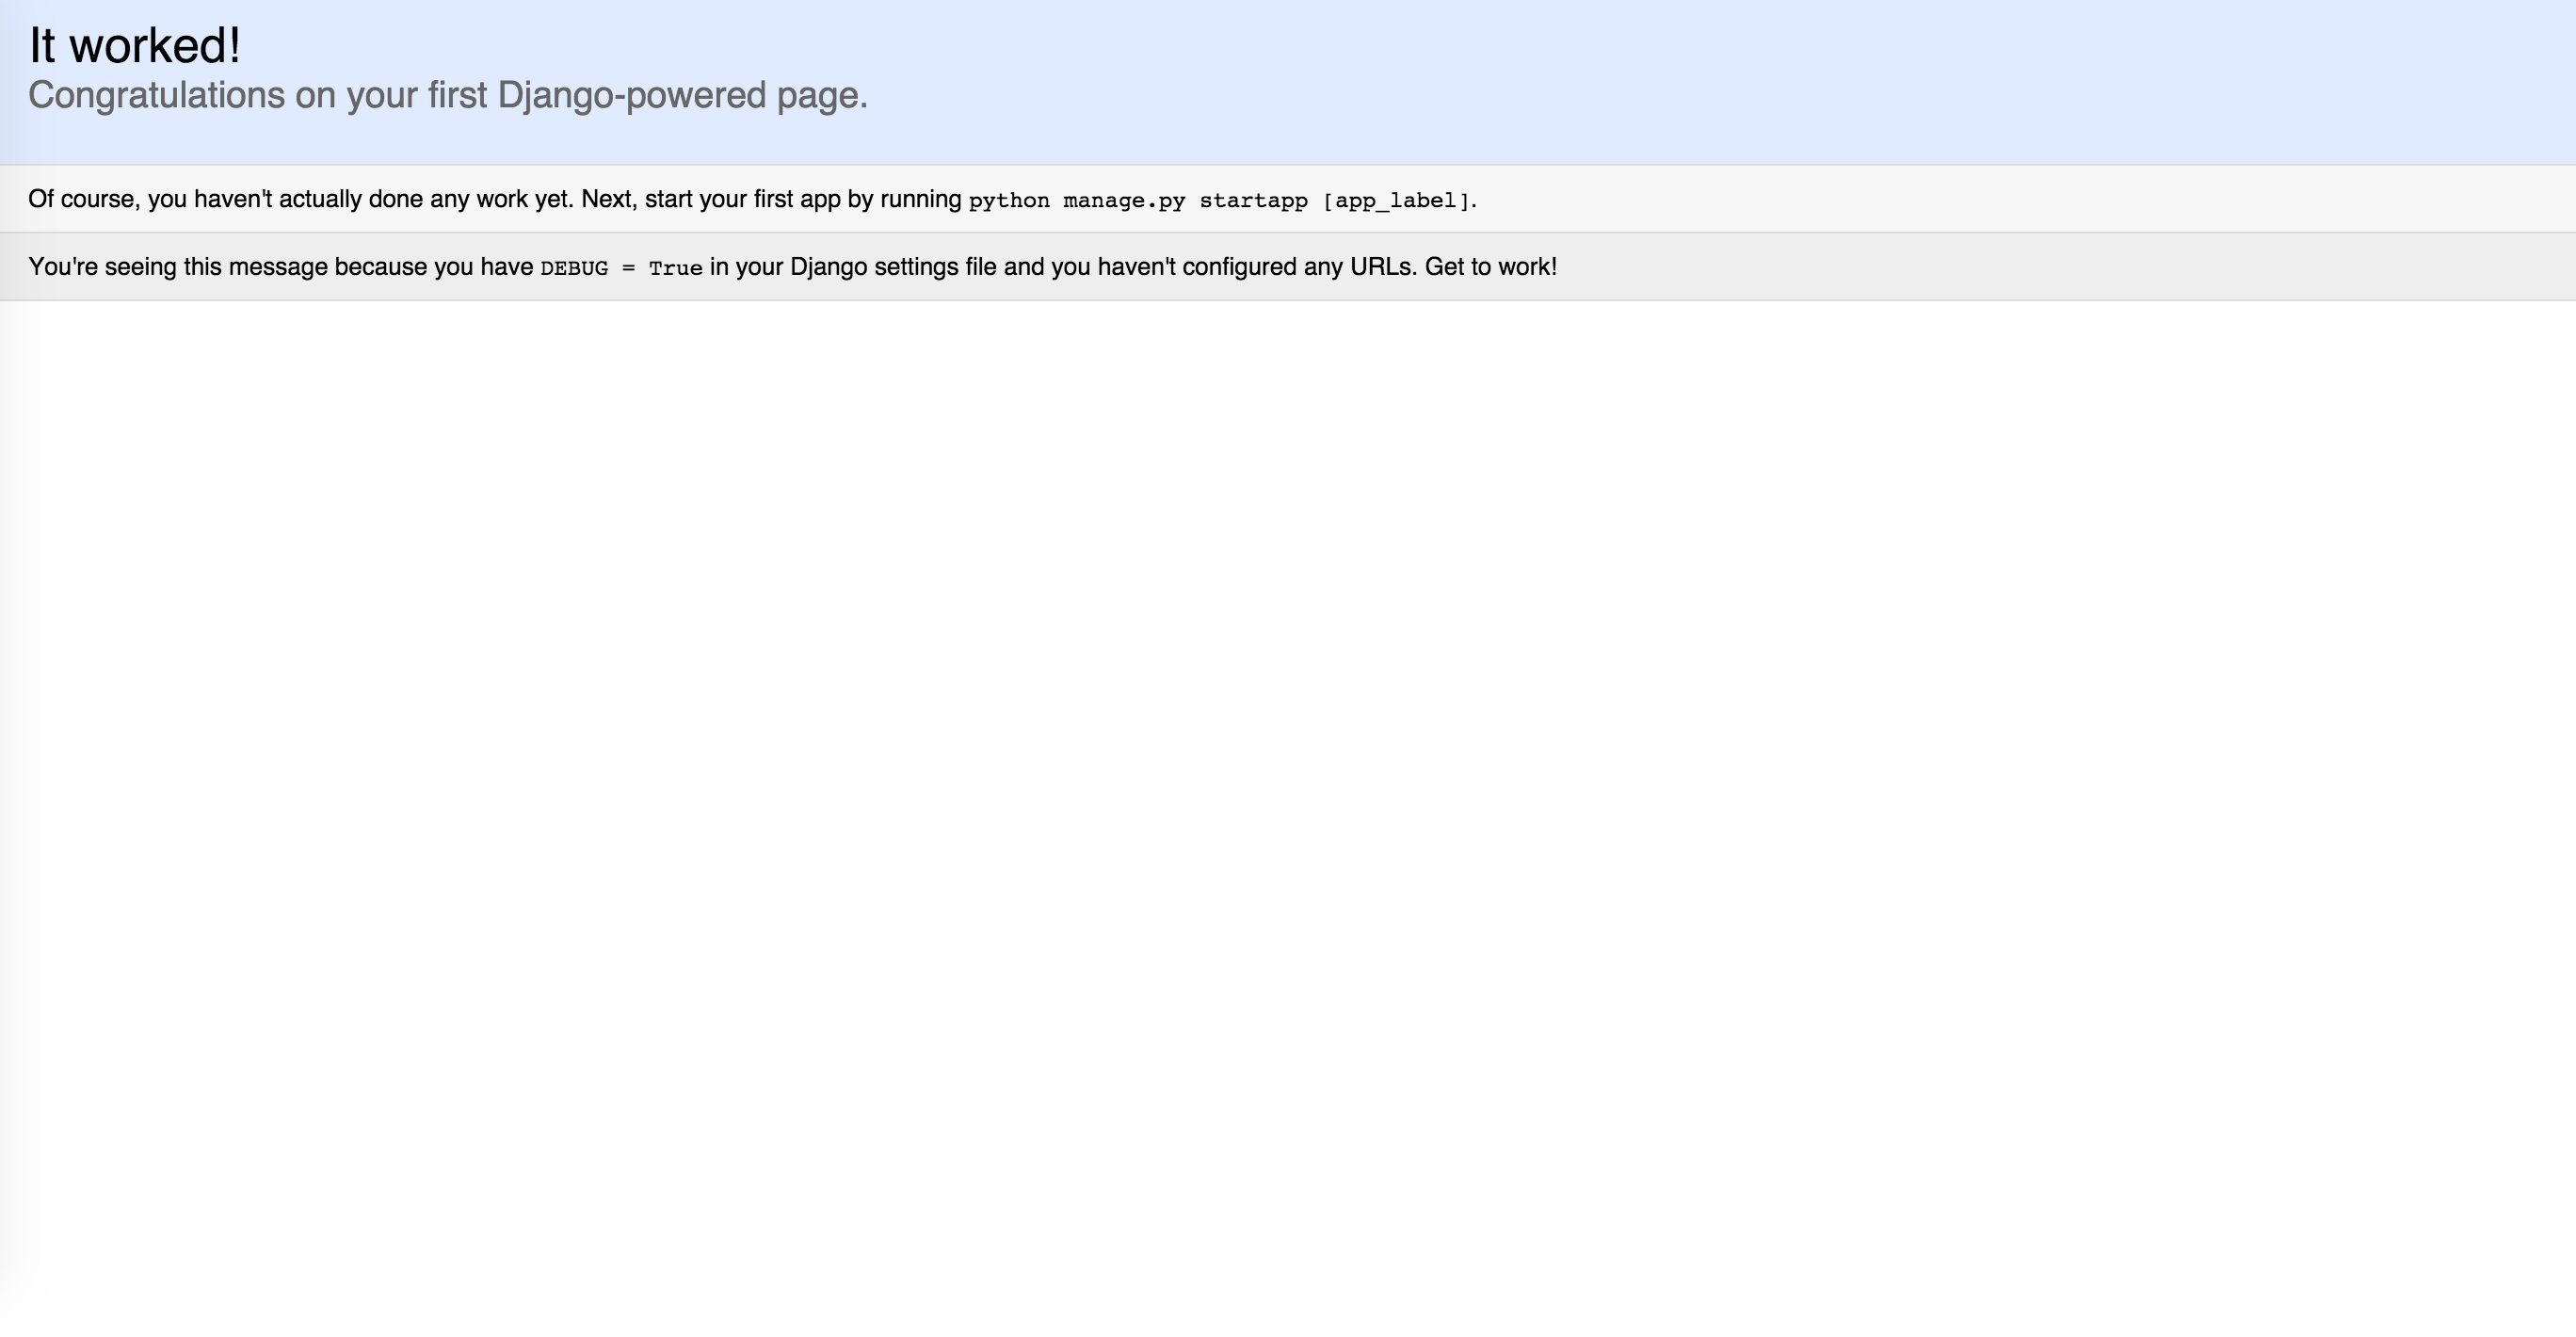 It worked!
Congratulations on your first Django-powered page.
Of course, you haven't actually done any work yet. Next, start your first app by running python manage.py startapp [app_label].
You're seeing this message because you have DEBUG = True in your Django settings file and you haven't configured any URLs. Get to work!